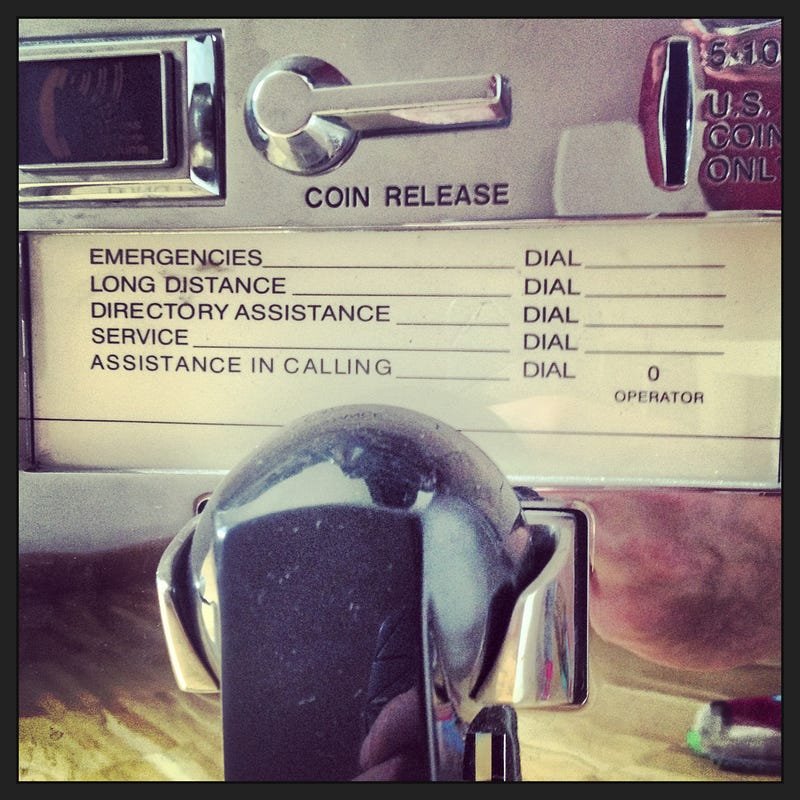 5·10
U.S.
COIN
ONLY
COIN RELEASE
EMERGENCIES DIAL
LONG DISTANCE DIAL
DIRECTORY ASSISTANCE DIAL
SERVICE DIAL
ASSISTANCE IN CALLING DIAL 0
OPERATOR